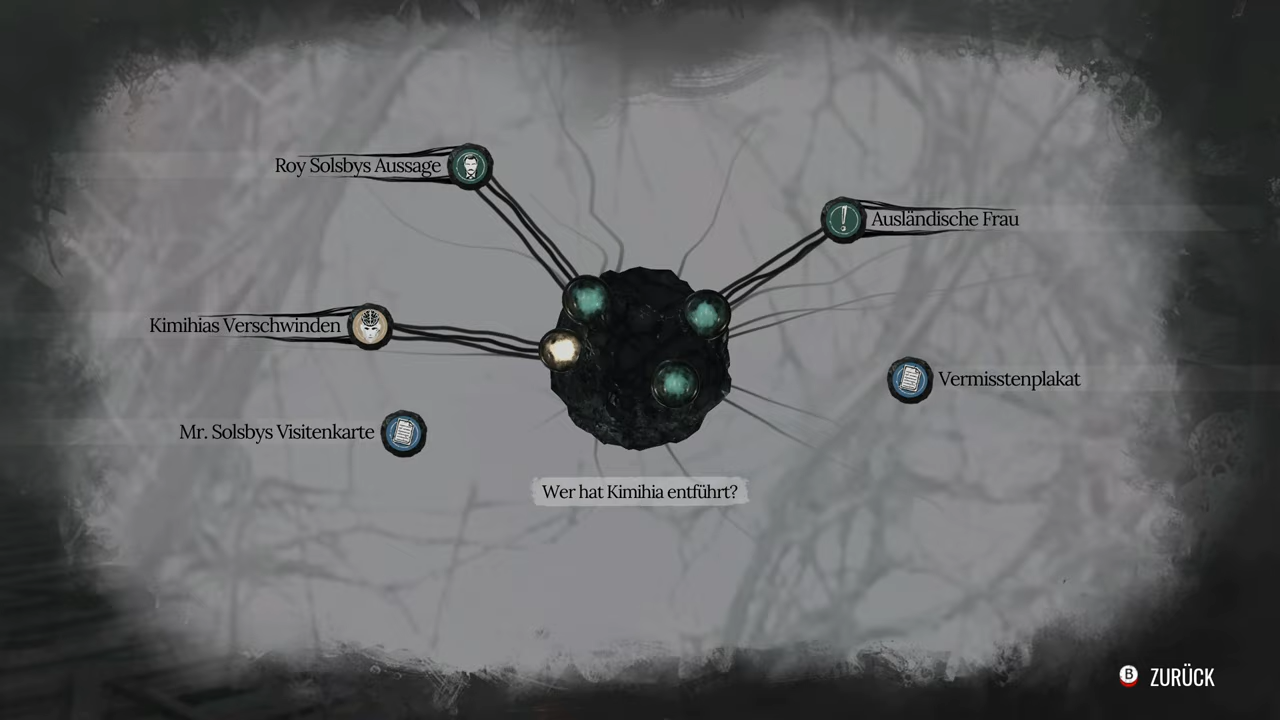 Roy Solsbys Aussage
Ausländische Frau
Kimihias Verschwinden
Vermisstenplakat
Mr. Solsbys Visitenkarte
Wer hat Kimihia entführt?
B ZURÜCK